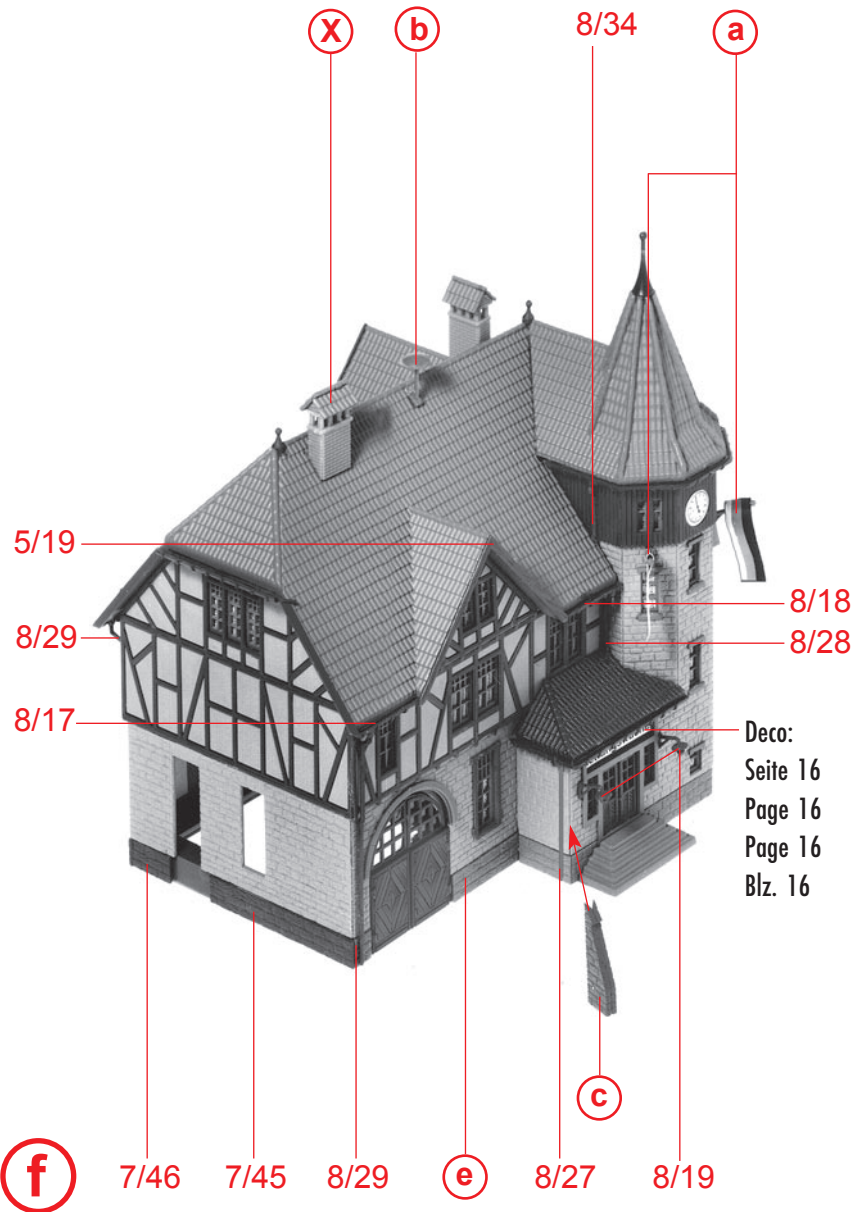 X
b
8/34
a
5/19
8/18
8/29
8/28
8/17
Deco:
Seite 16
Page 16
Page 16
Blz. 16
c
f
7/46
7/45
8/29
e
8/27
8/19